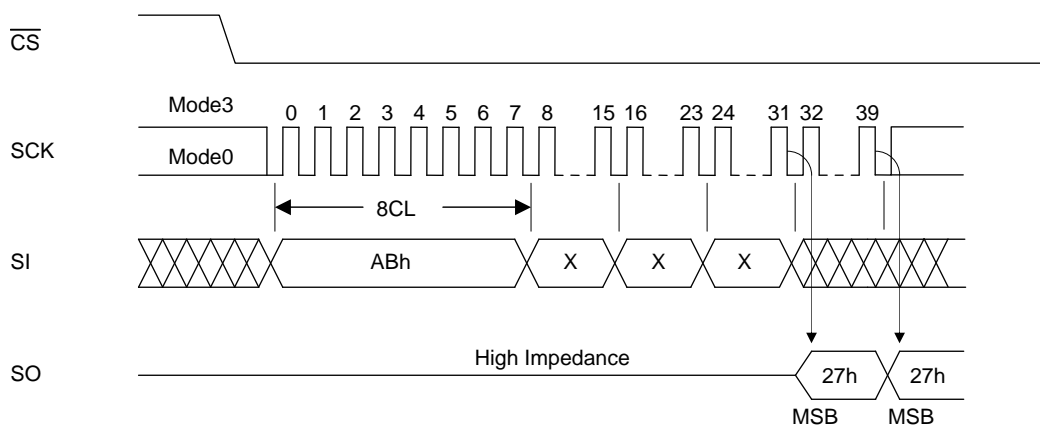 CS
Mode3
0 1 2 3 4 5 6 7 8 15 16 23 24 31 32 39
SCK
Mode0
8CL
SI
ABh X X X
High Impedance
SO
27h 27h
MSB MSB